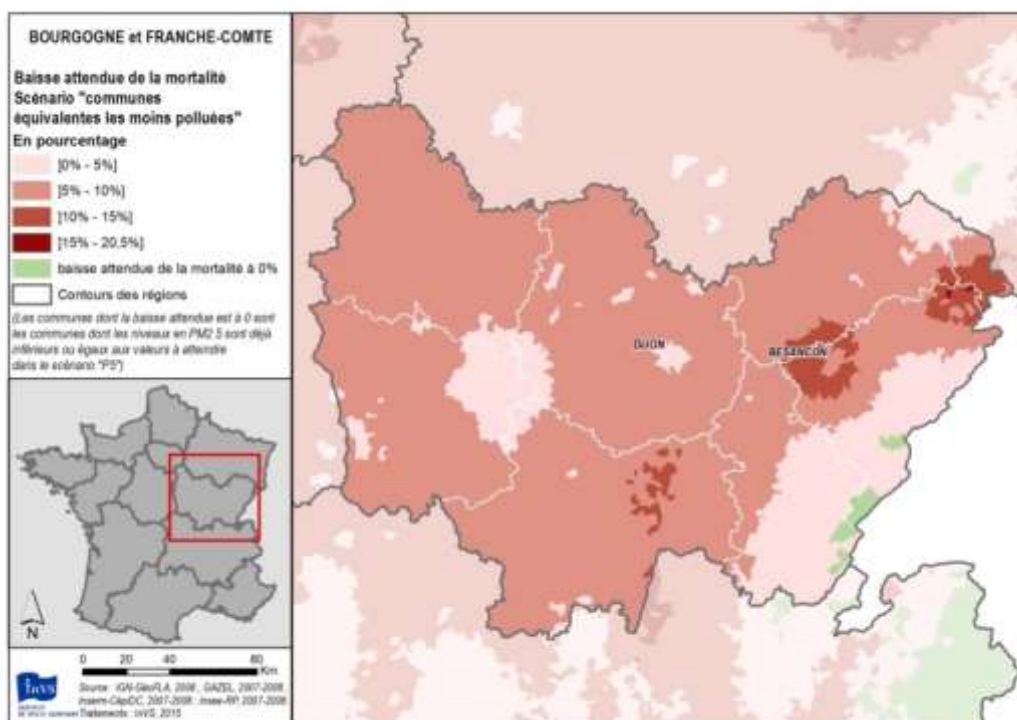 BOURGOGNE et FRANCHE-COMTE
Baisse attendue de la mortalité
Scénario "communes
équivalentes les moins polluées"
En pourcentage
]0% - 5%]
]5% - 10%]
]10% - 15%]
]15% - 20,5%]
baisse attendue de la mortalité à 0%
Contours des régions
(Les communes dont la baisse attendue est à 0 sont
les communes dont les niveaux en PM2.5 sont déjà
inférieurs ou égaux aux valeurs à atteindre
dans le scénario "P5")
DIJON
BESANCON
N
0 20 40 80
Km
InVS
Source : IGN-GéoFLA, 2006 ; GAZEL, 2007-2008
Inserm-CépiDC, 2007-2008 ; Insee-RP, 2007-2008
Traitements : InVS, 2015